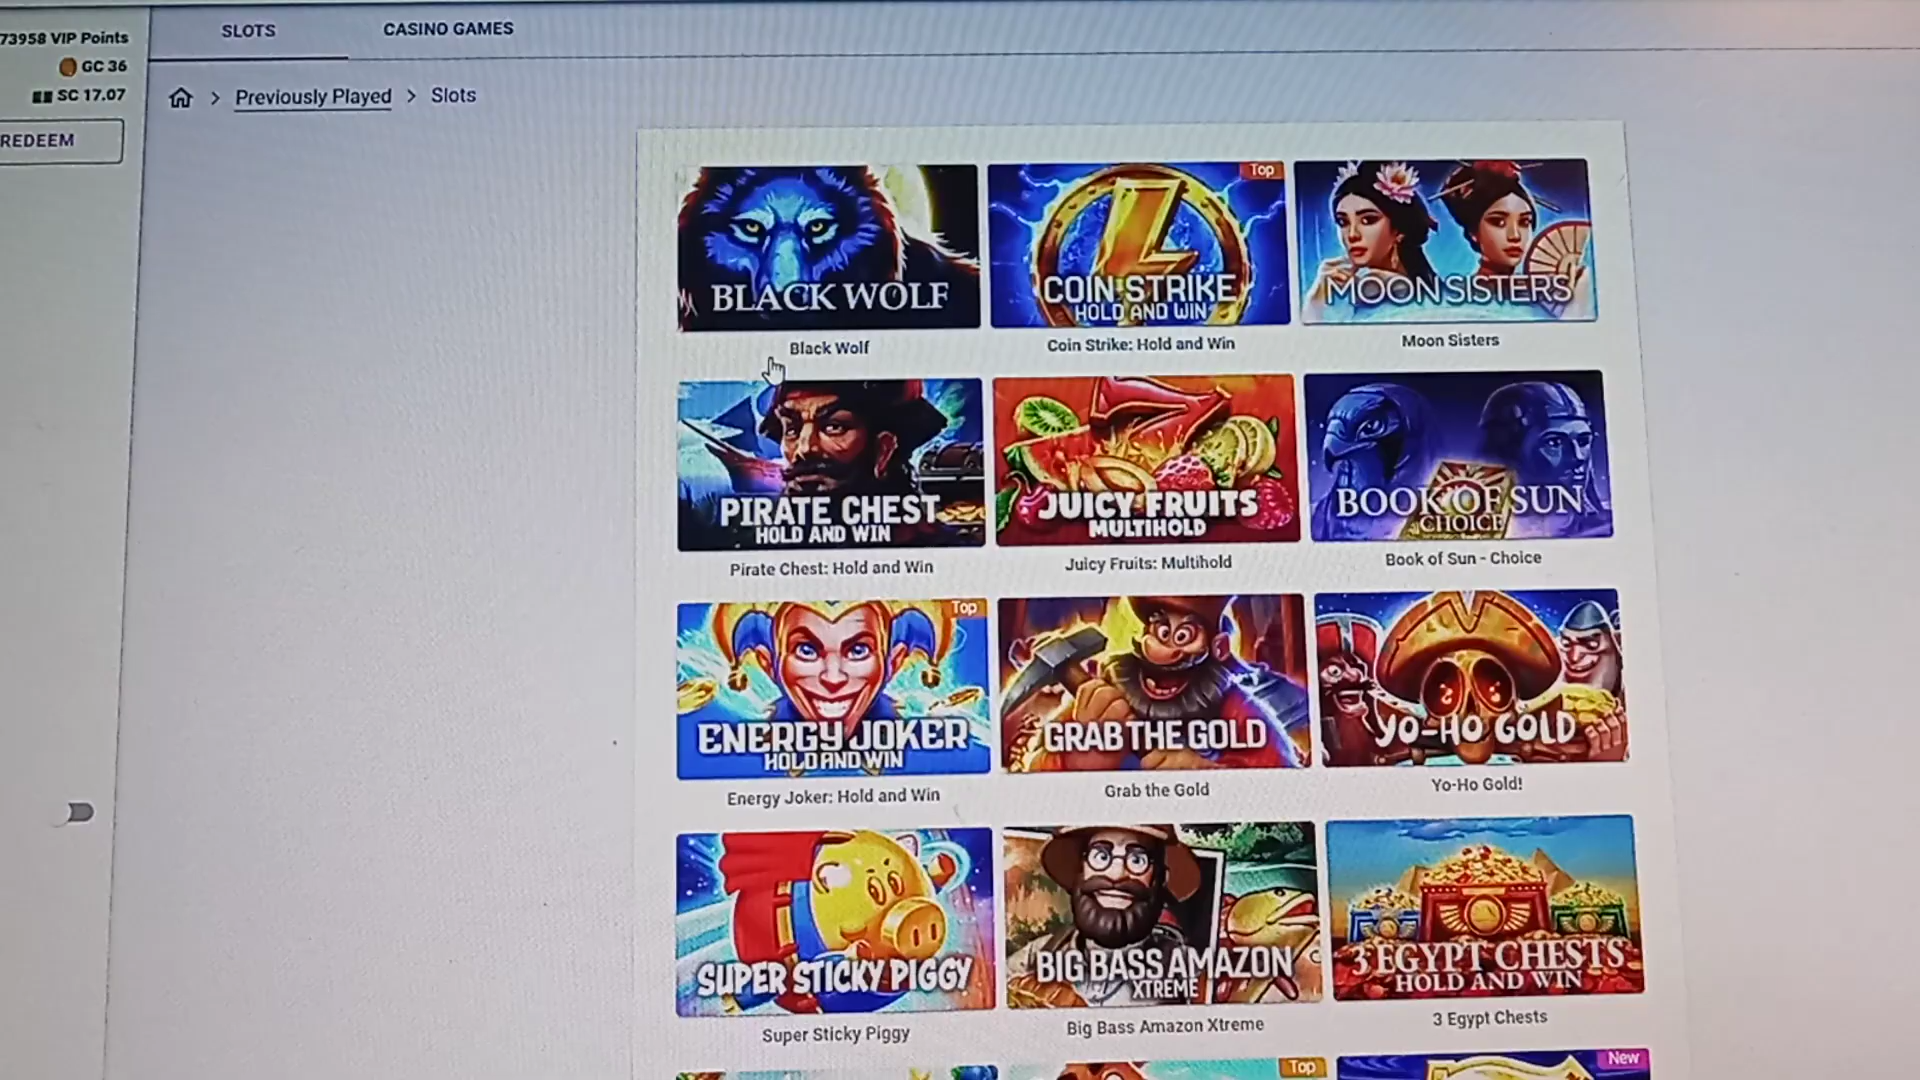 73958 VIP Points
GC 36
SC 17.07
REDEEM
SLOTS
CASINO GAMES
Previously Played > Slots
BLACK WOLF
Black Wolf
Top
COIN STRIKE
HOLD AND WIN
Coin Strike: Hold and Win
MOON SISTERS
Moon Sisters
PIRATE CHEST
HOLD AND WIN
Pirate Chest: Hold and Win
JUICY FRUITS
MULTIHOLD
Juicy Fruits: Multihold
BOOK OF SUN
CHOICE
Book of Sun - Choice
Top
ENERGY JOKER
HOLD AND WIN
Energy Joker: Hold and Win
GRAB THE GOLD
Grab the Gold
YO-HO GOLD
Yo-Ho Gold!
SUPER STICKY PIGGY
Super Sticky Piggy
BIG BASS AMAZON
XTREME
Big Bass Amazon Xtreme
3 EGYPT CHESTS
HOLD AND WIN
3 Egypt Chests
Top
New